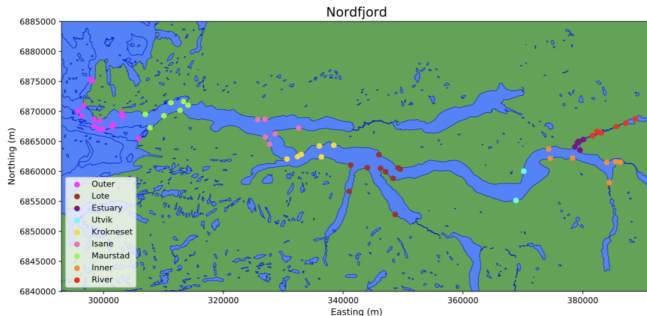 Nordfjord
6885000
6880000
6875000
6870000
6865000
6860000
6855000
6850000
6845000
6840000
Northing (m)
Outer
Lote
Estuary
Utvik
Krokneset
Isane
Maurstad
Inner
River
300000 320000 340000 360000 380000
Easting (m)